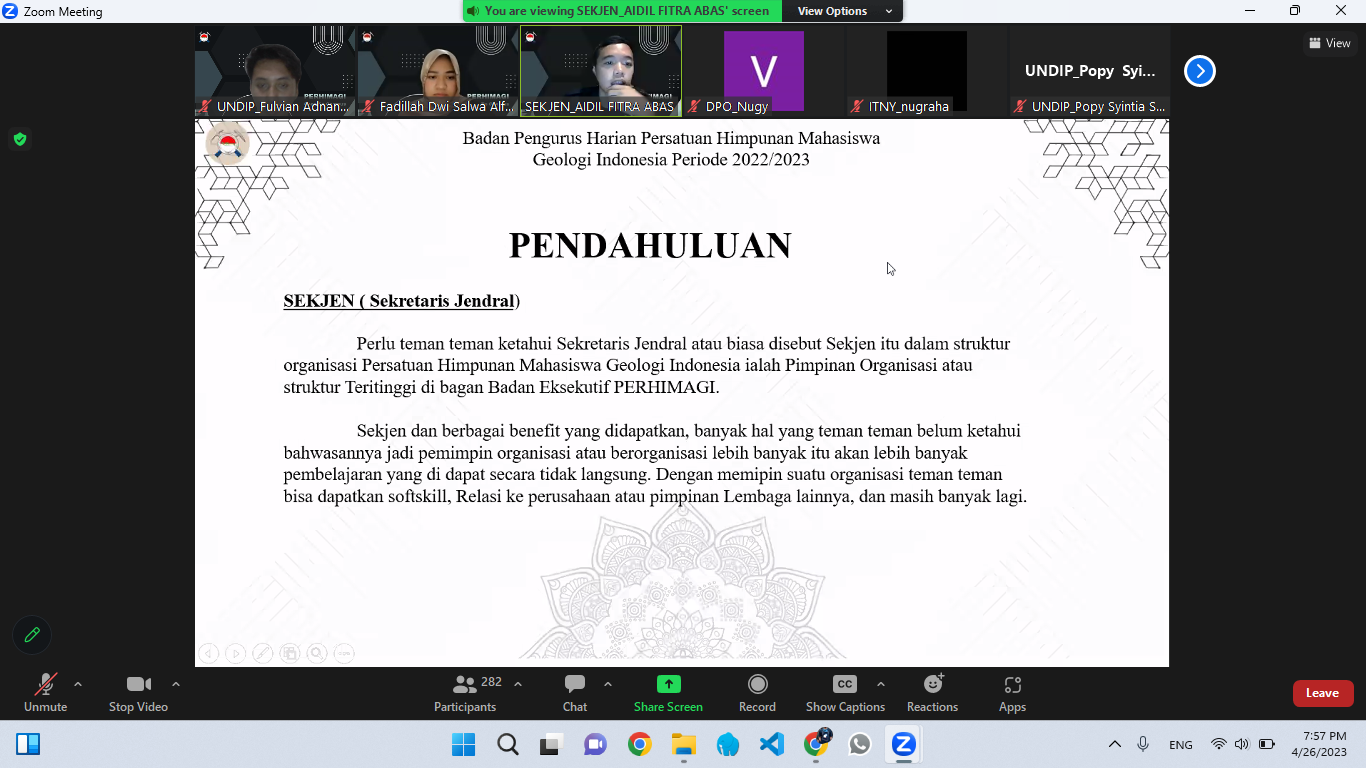 Zoom Meeting
You are viewing SEKJEN_AIDIL FITRA ABAS' screen
View Options
View
PERHIMAGI
UNDIP_Fulvian Adnan...
Fadillah Dwi Salwa Alf...
SEKJEN_AIDIL FITRA ABAS
V
DPO_Nugy
ITNY_nugraha
UNDIP_Popy Syi...
UNDIP_Popy Syintia S...
Badan Pengurus Harian Persatuan Himpunan Mahasiswa
Geologi Indonesia Periode 2022/2023
PENDAHULUAN
SEKJEN ( Sekretaris Jendral)
Perlu teman teman ketahui Sekretaris Jendral atau biasa disebut Sekjen itu dalam struktur
organisasi Persatuan Himpunan Mahasiswa Geologi Indonesia ialah Pimpinan Organisasi atau
struktur Teritinggi di bagan Badan Eksekutif PERHIMAGI.
Sekjen dan berbagai benefit yang didapatkan, banyak hal yang teman teman belum ketahui
bahwasannya jadi pemimpin organisasi atau berorganisasi lebih banyak itu akan lebih banyak
pembelajaran yang di dapat secara tidak langsung. Dengan memipin suatu organisasi teman teman
bisa dapatkan softskill, Relasi ke perusahaan atau pimpinan Lembaga lainnya, dan masih banyak lagi.
Unmute
Stop Video
282
Participants
Chat
Share Screen
Record
CC
Show Captions
Reactions
Apps
Leave
ENG
7:57 PM
4/26/2023